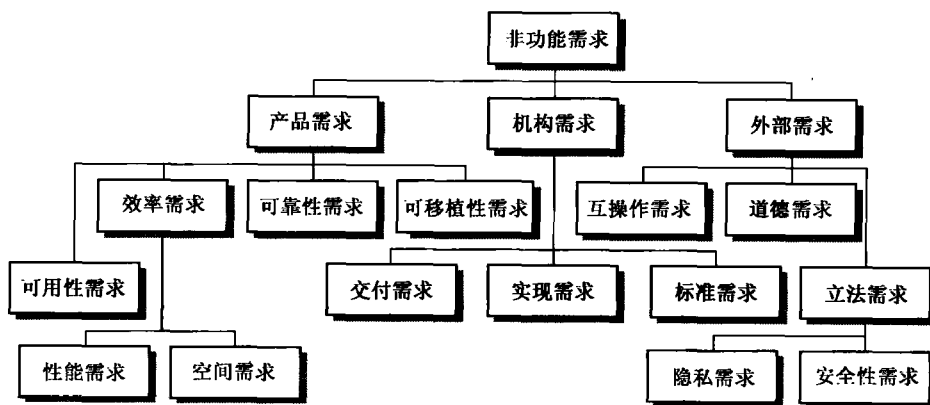 非功能需求
产品需求
机构需求
外部需求
效率需求
可靠性需求
可移植性需求
互操作需求
道德需求
可用性需求
交付需求
实现需求
标准需求
立法需求
性能需求
空间需求
隐私需求
安全性需求